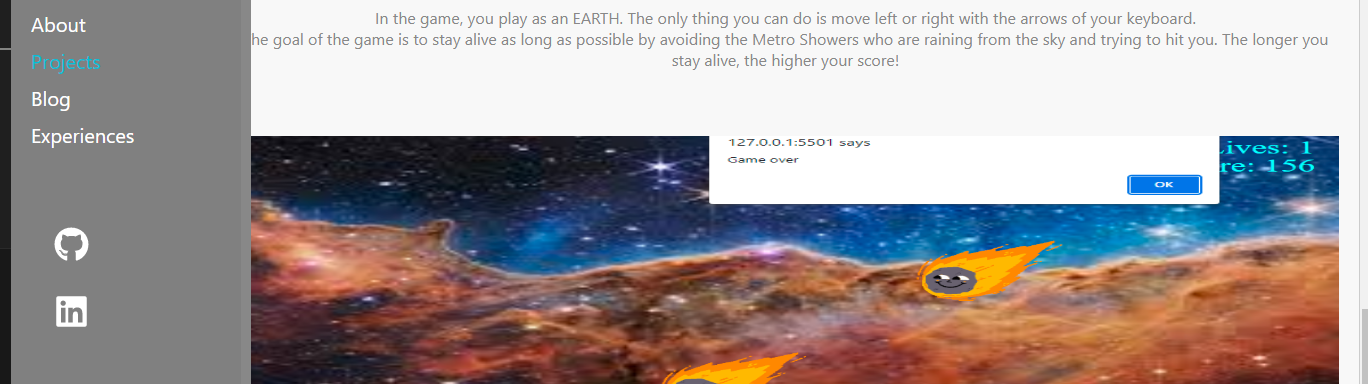 About
Projects
Blog
Experiences
In the game, you play as an EARTH. The only thing you can do is move left or right with the arrows of your keyboard.
he goal of the game is to stay alive as long as possible by avoiding the Metro Showers who are raining from the sky and trying to hit you. The longer you
stay alive, the higher your score!
127.0.0.1:5501 says
Game over
OK
ives: 1
re: 156
in